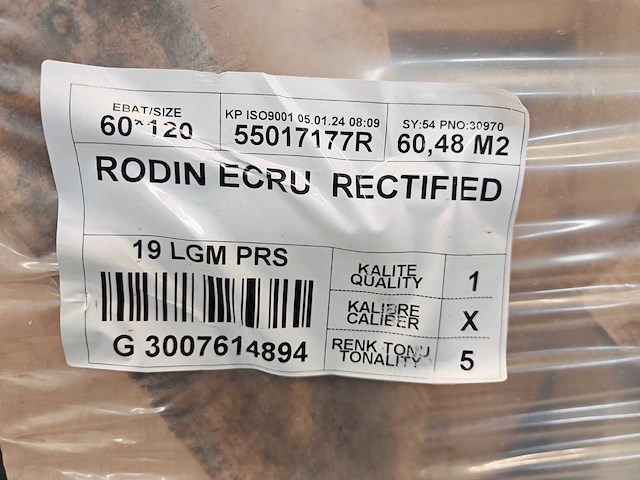 EBAT/SIZE
60*120
KP ISO9001 05.01.24 08:09
55017177R
SY:54 PNO:30970
60,48 M2
RODIN ECRU RECTIFIED
19 LGM PRS
G 3007614894
KALITE
QUALITY
1
KALIBRE
CALIBER
X
RENK TONU
TONALITY
5